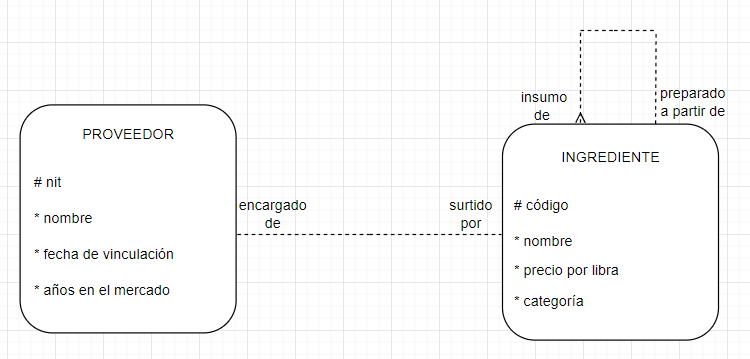 PROVEEDOR
# nit
* nombre
* fecha de vinculación
* años en el mercado
encargado
de
surtido
por
insumo
de
preparado
a partir de
INGREDIENTE
# código
* nombre
* precio por libra
* categoría